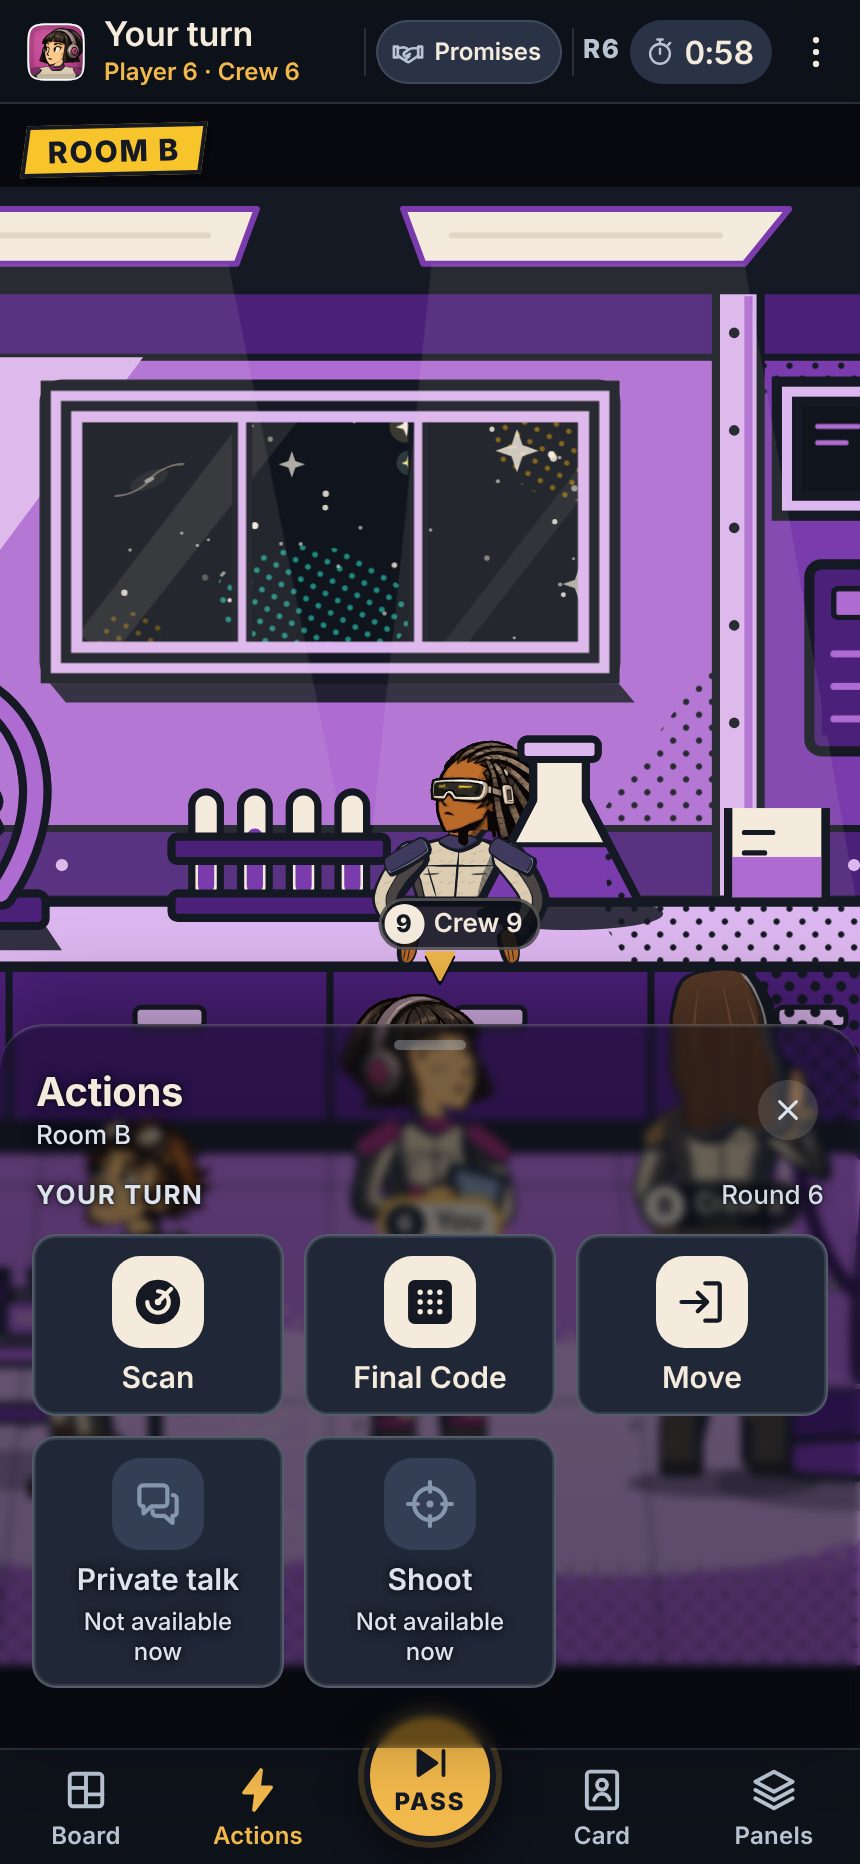 Your turn
Player 6 · Crew 6
Promises
R6
0:58
ROOM B
9 Crew 9
Actions
Room B
YOUR TURN
Round 6
You
Scan
Final Code
Move
Private talk
Not available
now
Shoot
Not available
now
PASS
Board
Actions
Card
Panels